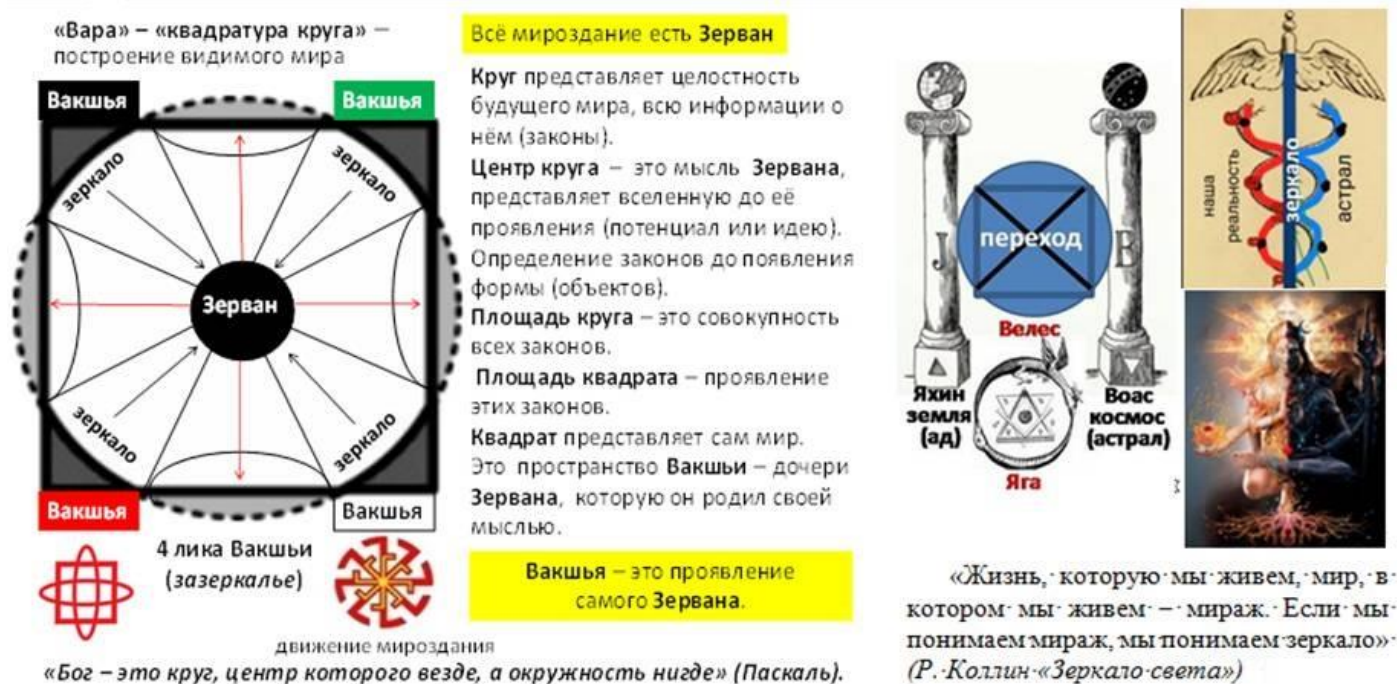 «Вара» – «квадратура круга» –
построение видимого мира
Вакшья
Вакшья
зеркало
зеркало
Зерван
зеркало
зеркало
Вакшья
Вакшья
4 лика Вакшьи
(зазеркалье)
движение мироздания
«Бог – это круг, центр которого везде, а окружность нигде» (Паскаль).
Всё мироздание есть Зерван
Круг представляет целостность
будущего мира, всю информации о
нём (законы).
Центр круга – это мысль Зервана,
представляет вселенную до её
проявления (потенциал или идею).
Определение законов до появления
формы (объектов).
Площадь круга – это совокупность
всех законов.
Площадь квадрата – проявление
этих законов.
Квадрат представляет сам мир.
Это пространство Вакшьи – дочери
Зервана, которую он родил своей
мыслью.
Вакшья – это проявление
самого Зервана.
J
переход
B
Велес
Яхин
земля
(ад)
Воас
космос
(астрал)
Яга
наша
реальность
зеркало
астрал
«Жизнь, которую мы живем, мир, в
котором мы живем – мираж. Если мы
понимаем мираж, мы понимаем зеркало»
(Р. Коллин «Зеркало света»)